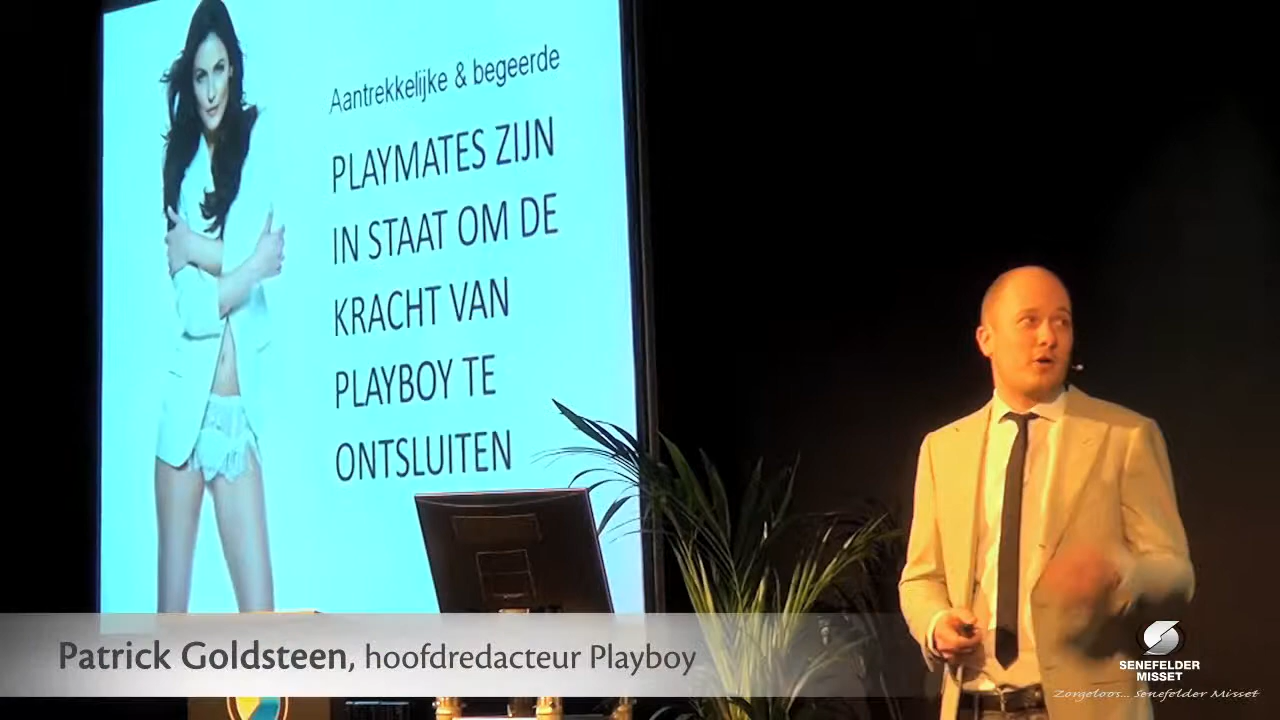 Aantrekkelijke & begeerde
PLAYMATES ZIJN
IN STAAT OM DE
KRACHT VAN
PLAYBOY TE
ONTSLUITEN
Patrick Goldsteen, hoofdredacteur Playboy
SENEFELDER
MISSET
Zorgeloos... Senefelder Misset